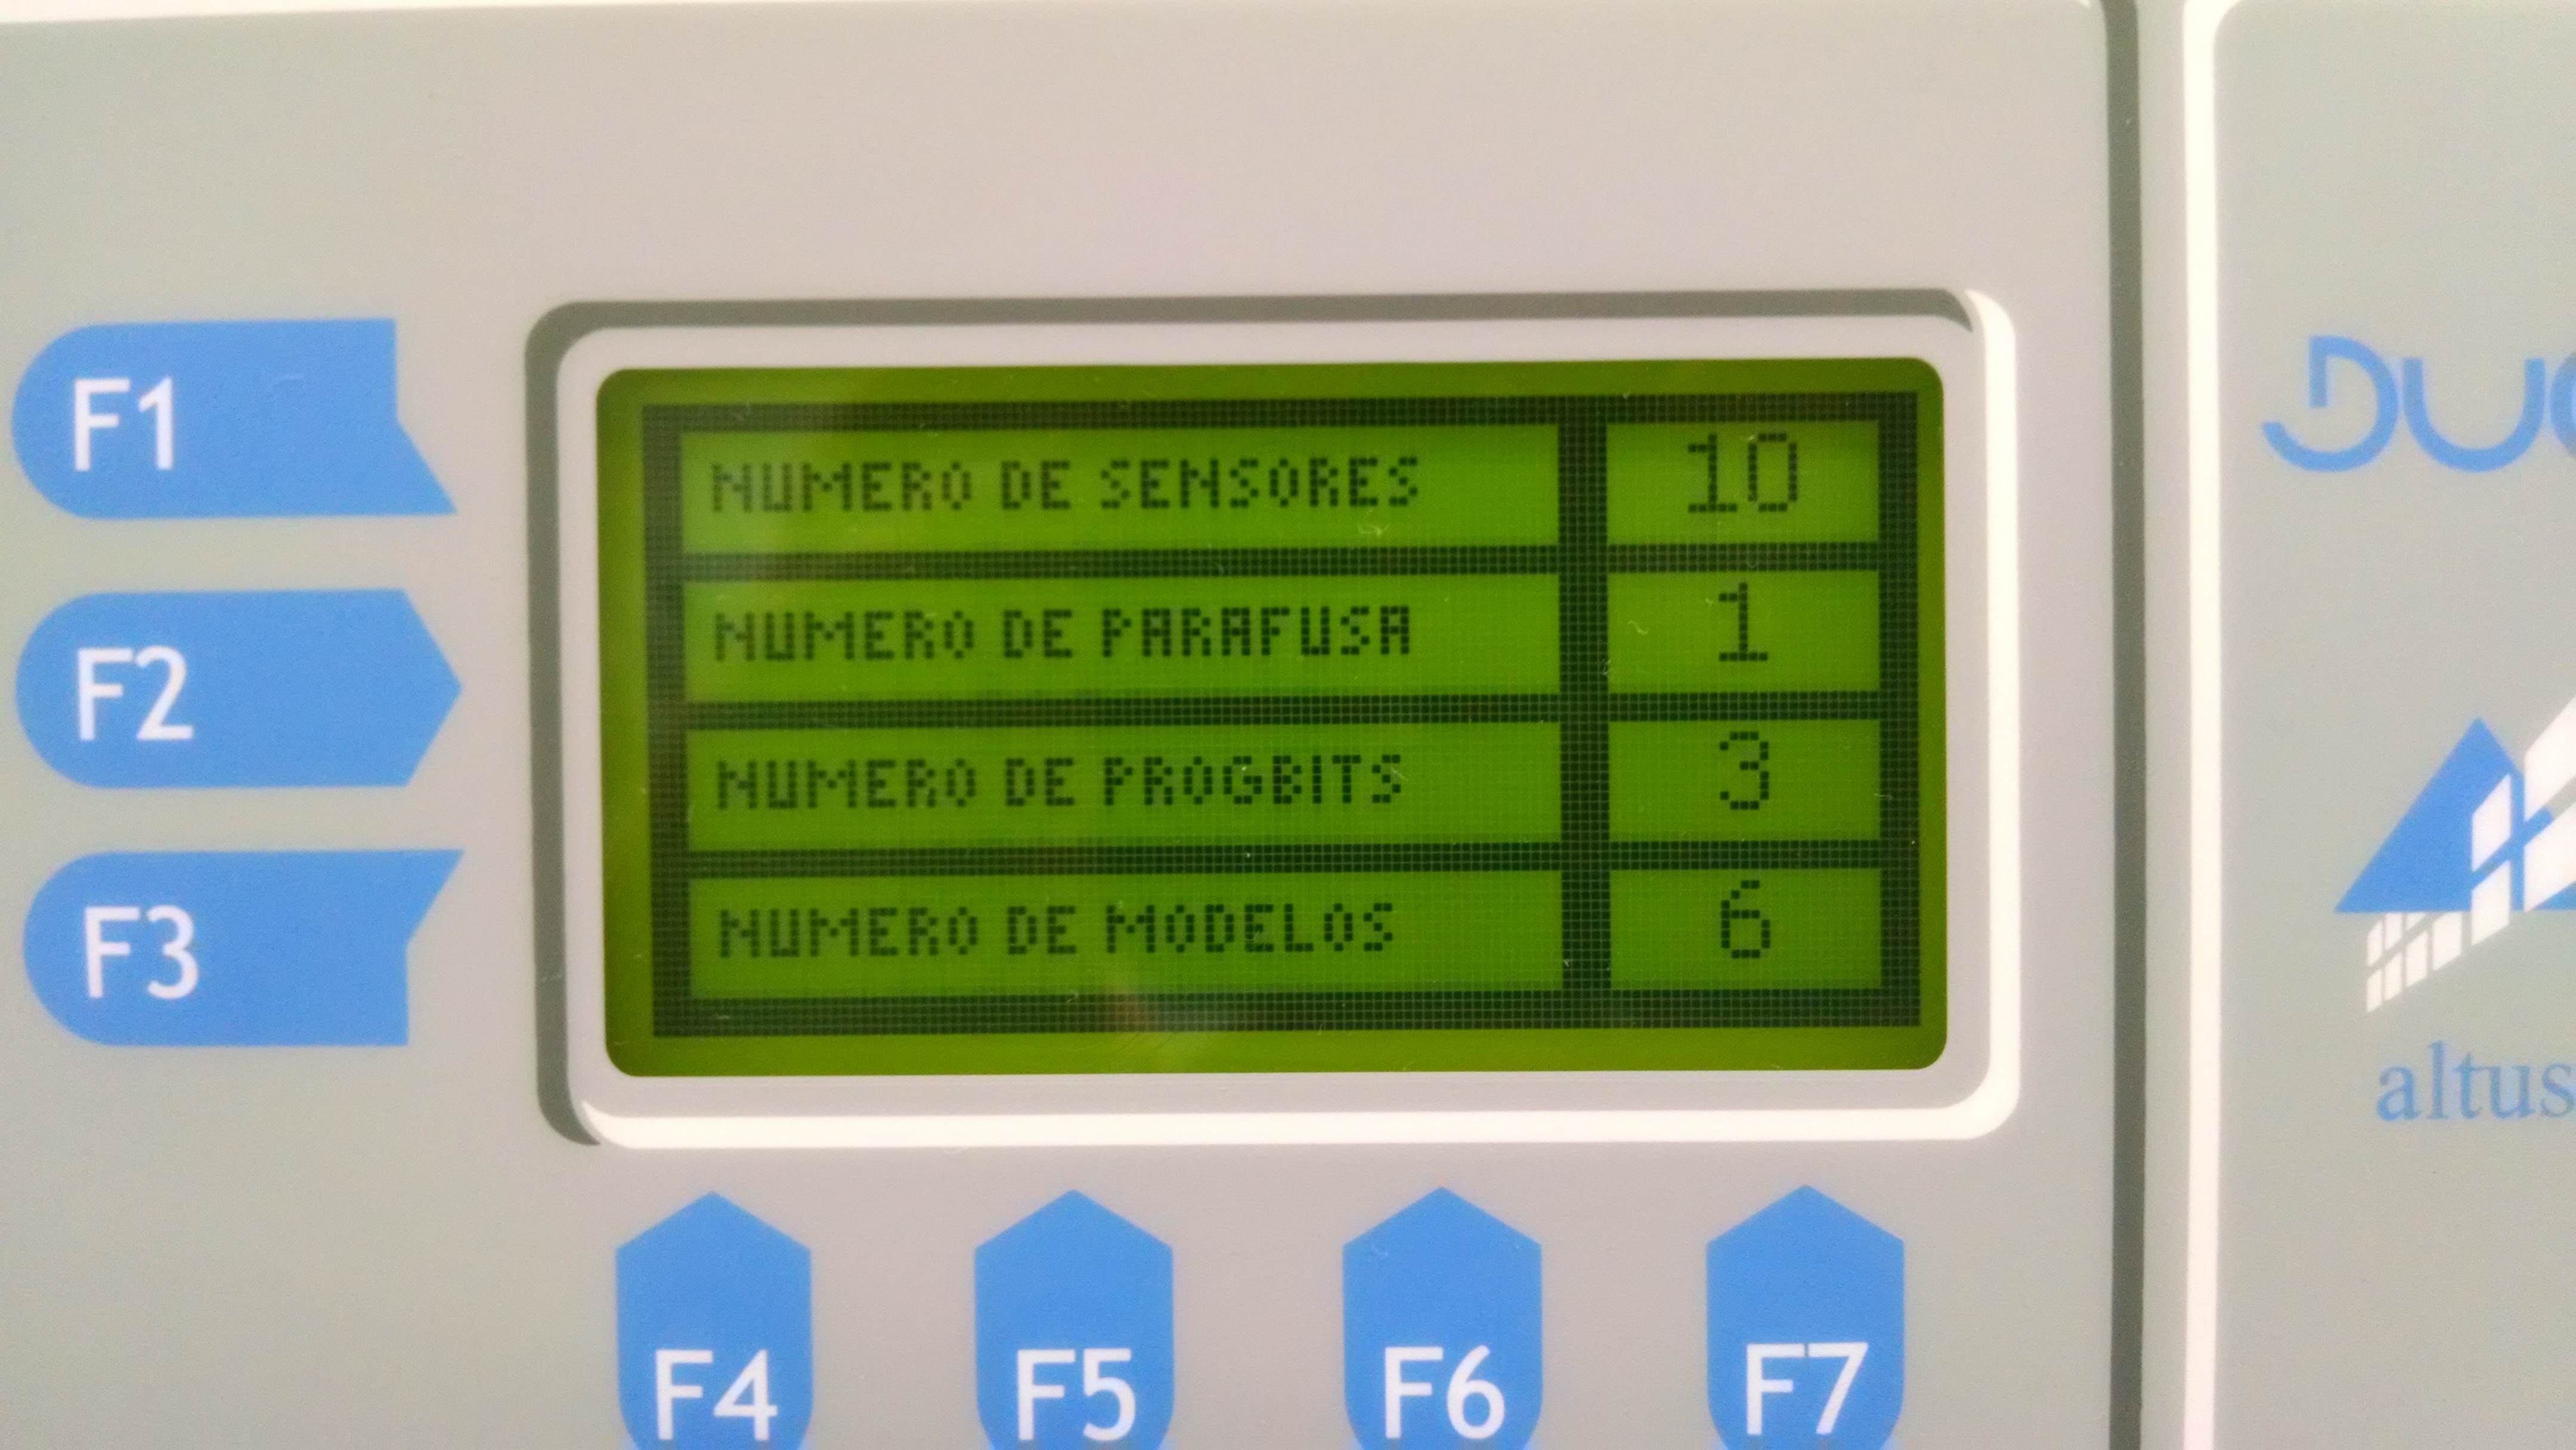 F1
NUMERO DE SENSORES 10
NUMERO DE PARAFUSA 1
F2
NUMERO DE PROGBITS 3
F3
NUMERO DE MODELOS 6
altus
F4 F5 F6 F7